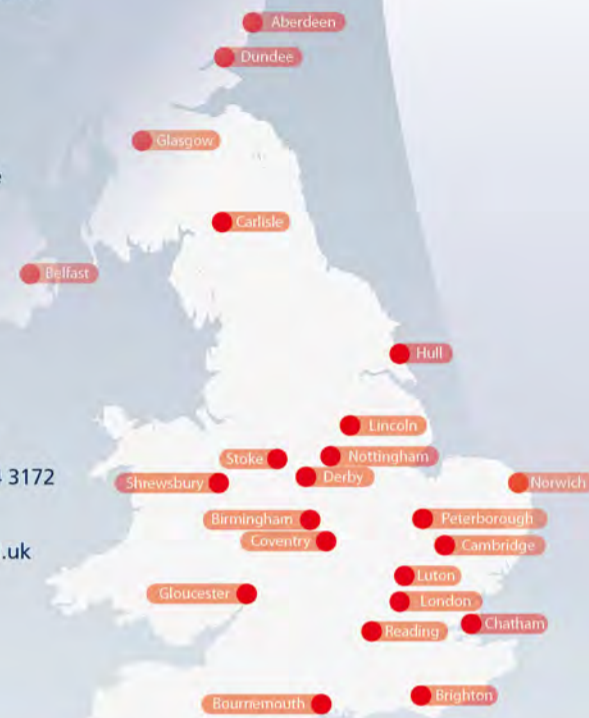 Aberdeen
Dundee
Glasgow
Carlisle
Belfast
Hull
Lincoln
Stoke
Nottingham
3172
Shrewsbury
Derby
Norwich
Birmingham
Peterborough
Coventry
Cambridge
.uk
Luton
Gloucester
London
Chatham
Reading
Brighton
Bournemouth